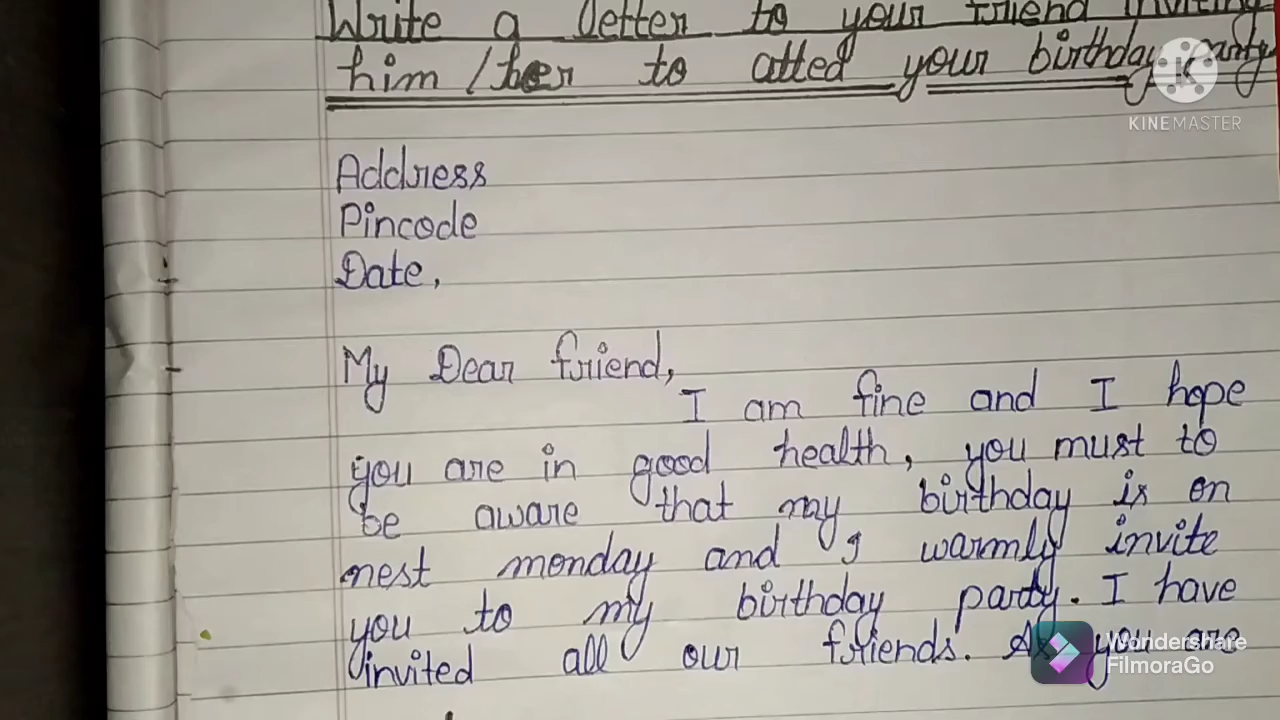 Write a letter to your friend inviting
him/her to atted your birthday party
KINEMASTER
Address
Pincode
Date,
My Dear friend,
I am fine and I hope
you are in good health, you must to
be aware that my birthday is on
nest monday and I warmly invite
you to my birthday party. I have
invited all our friends. As you are
Wondershare
FilmoraGo